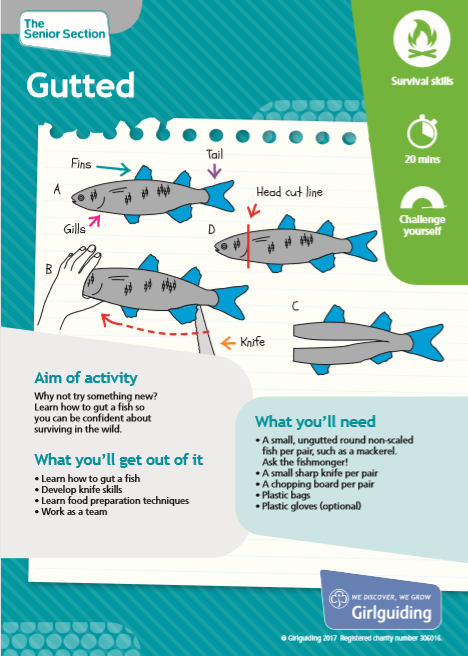 The
Senior Section
Gutted
Survival skills
20 mins
Challenge
yourself
Fins
Tail
A
Gills
Head cut line
D
B
C
Knife
Aim of activity
Why not try something new?
Learn how to gut a fish so
you can be confident about
surviving in the wild.
What you'll get out of it
• Learn how to gut a fish
• Develop knife skills
• Learn food preparation techniques
• Work as a team
What you'll need
• A small, ungutted round non-scaled
fish per pair, such as a mackerel.
Ask the fishmonger!
• A small sharp knife per pair
• A chopping board per pair
• Plastic bags
• Plastic gloves (optional)
WE DISCOVER, WE GROW
Girlguiding
© Girlguiding 2017 Registered charity number 306016.